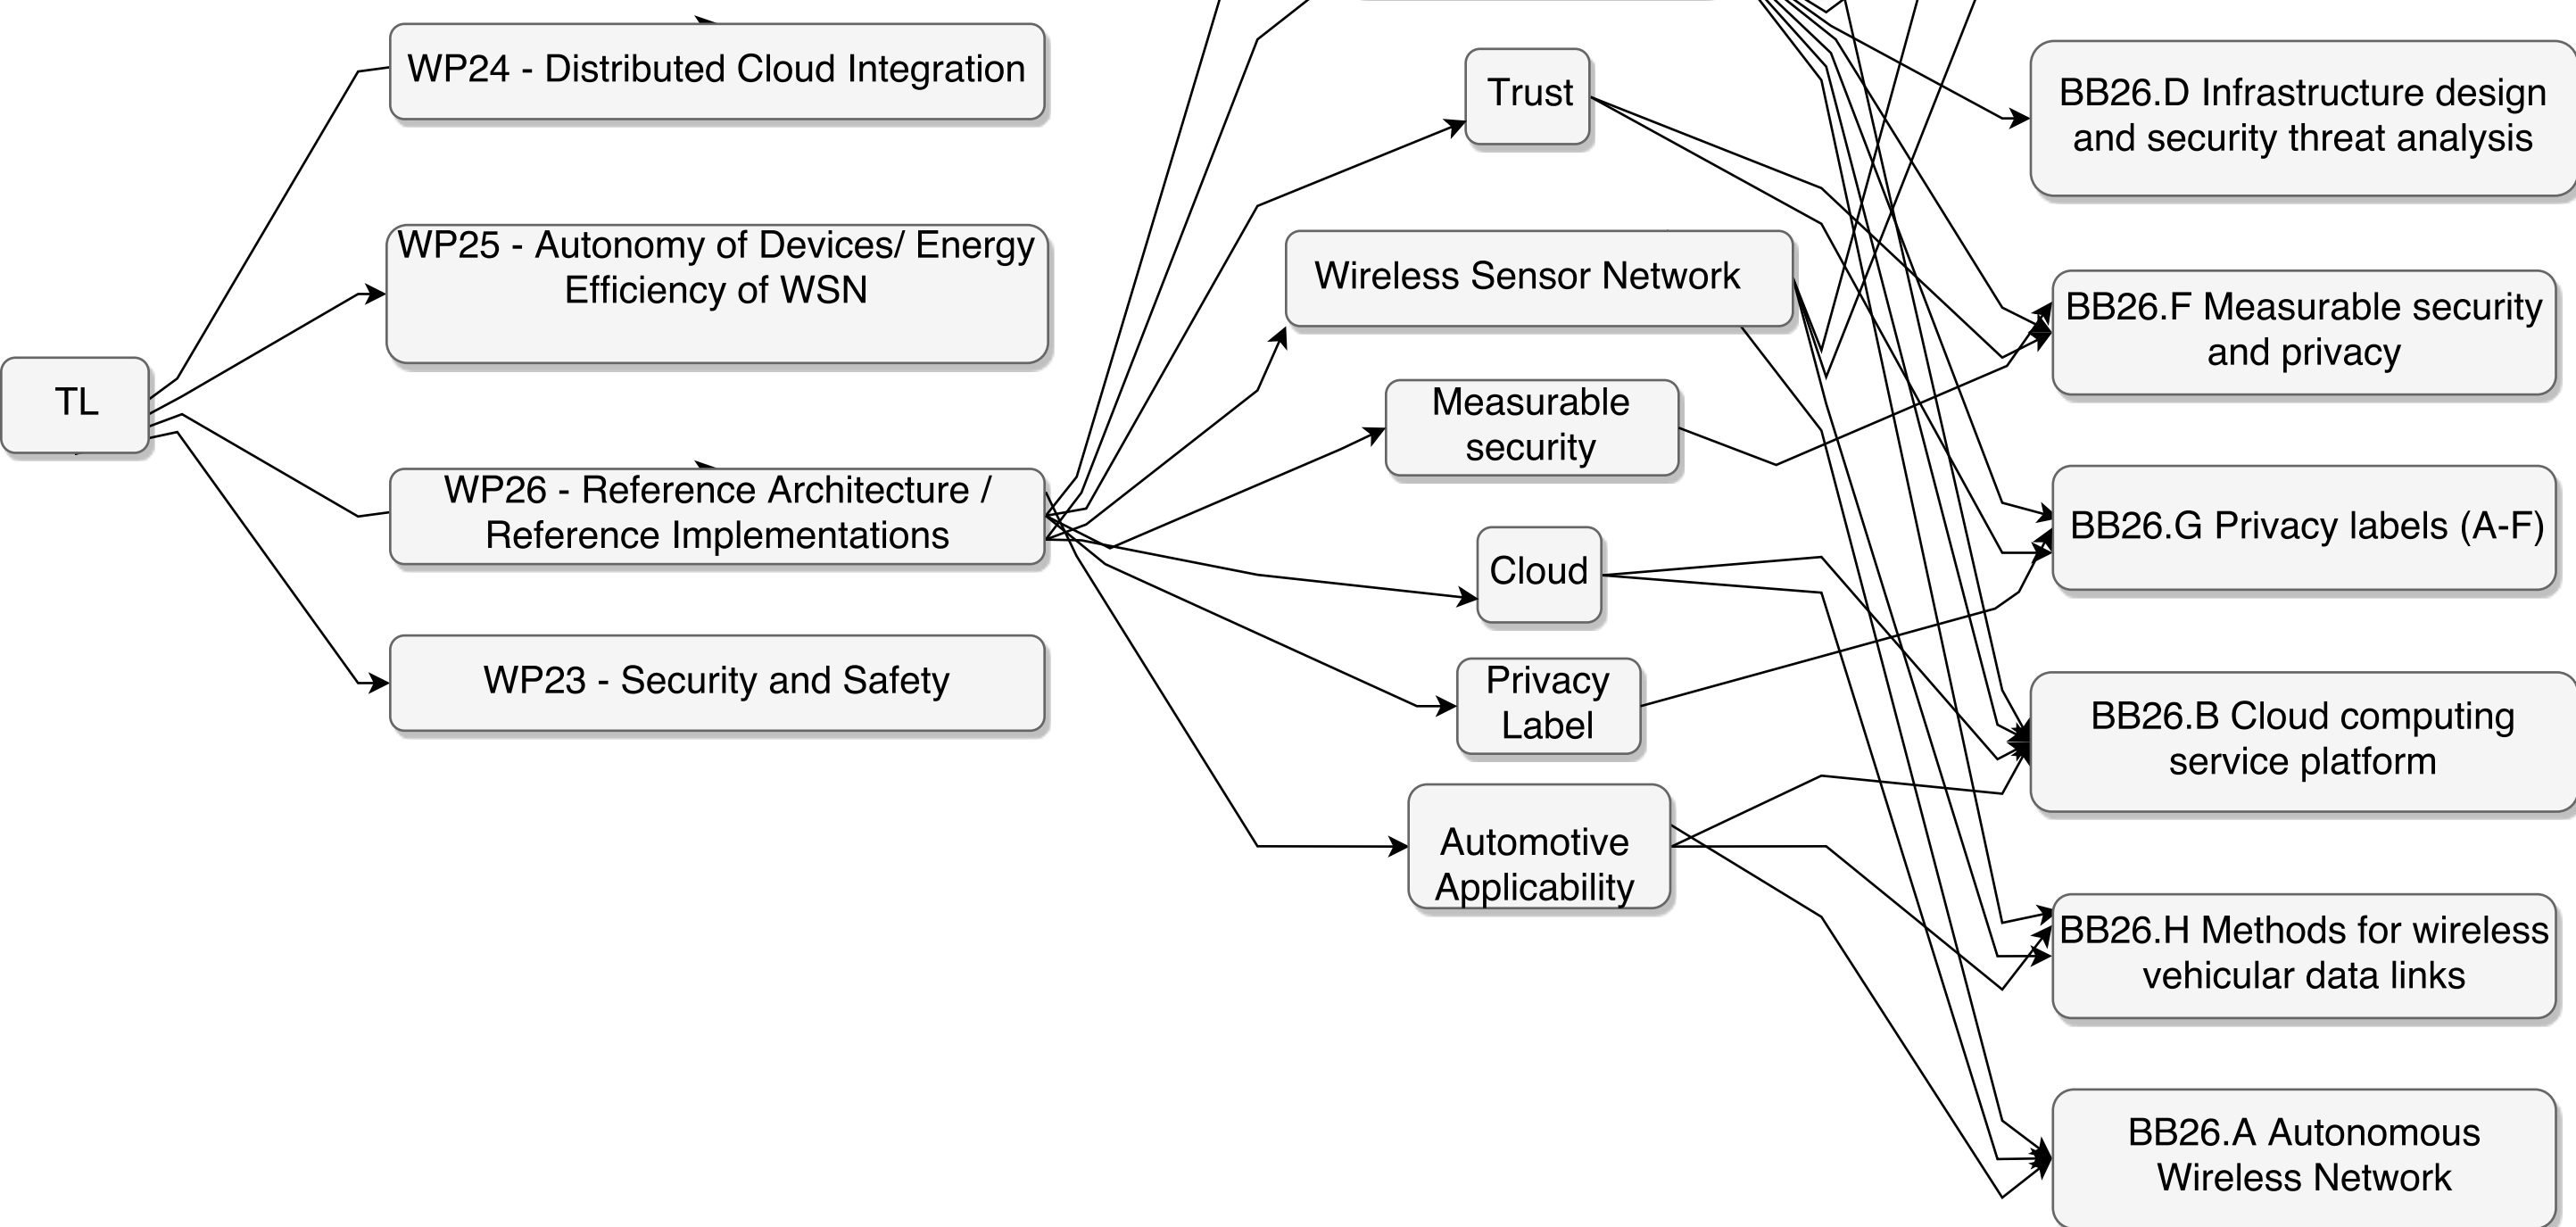 TL
WP24 - Distributed Cloud Integration
WP25 - Autonomy of Devices/ Energy
Efficiency of WSN
WP26 - Reference Architecture /
Reference Implementations
WP23 - Security and Safety
Trust
Wireless Sensor Network
Measurable
security
Cloud
Privacy
Label
Automotive
Applicability
BB26.D Infrastructure design
and security threat analysis
BB26.F Measurable security
and privacy
BB26.G Privacy labels (A-F)
BB26.B Cloud computing
service platform
BB26.H Methods for wireless
vehicular data links
BB26.A Autonomous
Wireless Network